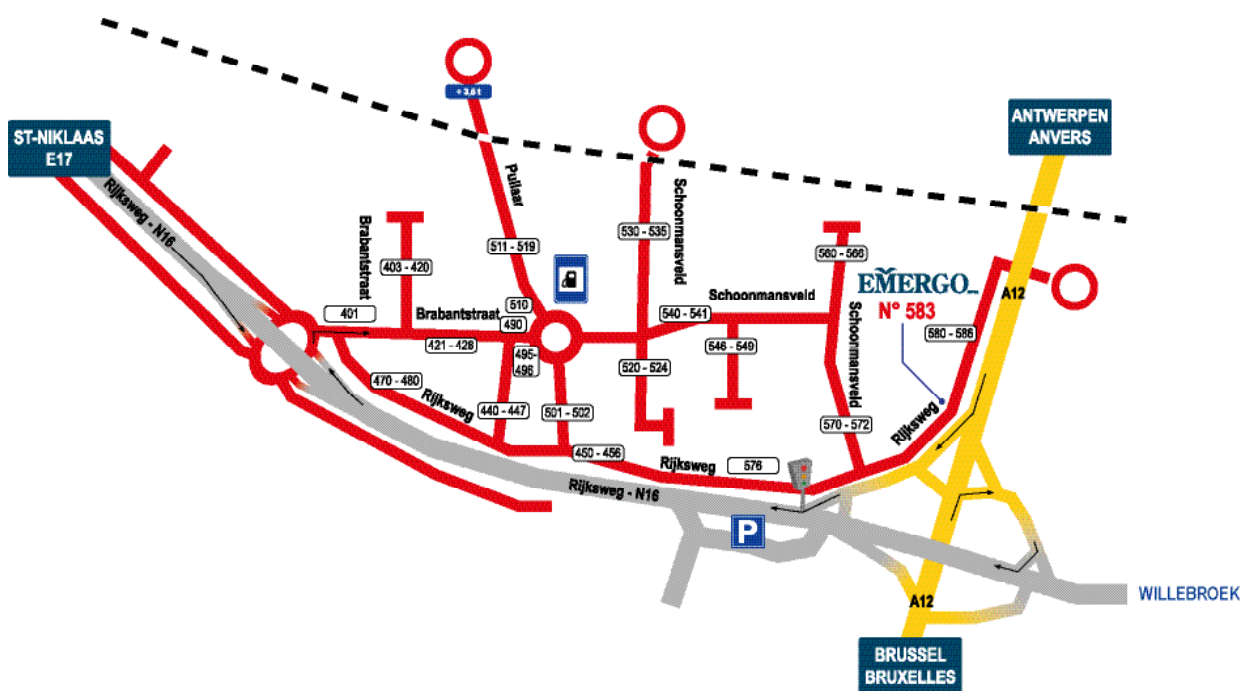 + 3,61
ST-NIKLAAS
E17
ANTWERPEN
ANVERS
Rijksweg - N16
Brabantstraat
403 - 420
Pullaar
511 - 519
530 - 535
Schoonmansveld
560 - 566
EMERGO
N° 583
A12
401
Brabantstraat
421 - 428
510
490
495-
496
540 - 541
Schoonmansveld
546 - 549
520 - 524
Schoonmansveld
580 - 586
470 - 480
Rijksweg
440 - 447
501 - 502
570 - 572
Rijksweg
450 - 456
Rijksweg
576
Rijksweg - N16
P
A12
WILLEBROEK
BRUSSEL
BRUXELLES